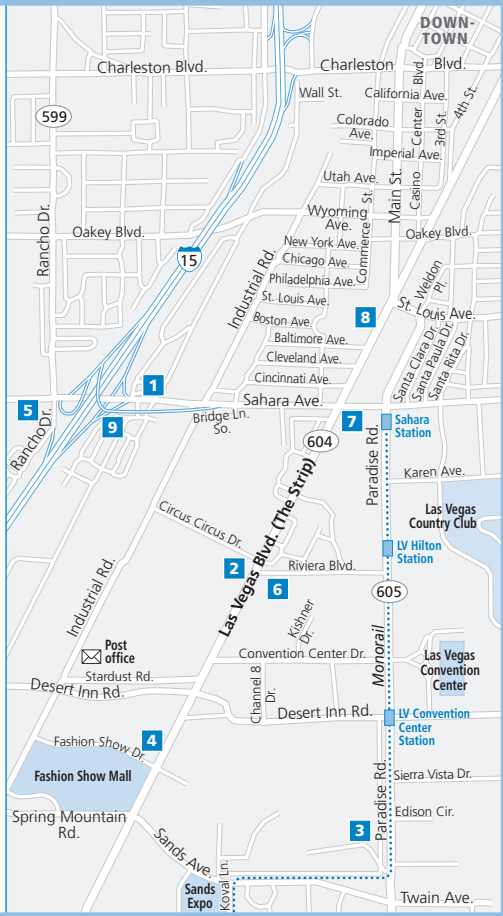 DOWN-
TOWN
Charleston Blvd.
Charleston Blvd.
Wall St.
California Ave.
599
Colorado
Ave.
Center Blvd.
3rd St.
4th St.
Imperial Ave.
Utah Ave.
Main St.
Casino
Rancho Dr.
Wyoming
Ave.
Commerce St.
Oakey Blvd.
Oakey Blvd.
New York Ave.
15
Industrial Rd.
Chicago Ave.
Philadelphia Ave.
Weldon
Pl.
St. Louis Ave.
St. Louis Ave.
8
Boston Ave.
Baltimore Ave.
Santa Clara Dr.
Santa Paula Dr.
Santa Rita Dr.
Cleveland Ave.
Cincinnati Ave.
1
Sahara Ave.
5
9
Bridge Ln.
So.
7
Sahara
Station
Rancho Dr.
604
Paradise Rd.
Karen Ave.
Las Vegas Blvd. (The Strip)
Las Vegas
Country Club
Circus Circus Dr.
LV Hilton
Station
2
Riviera Blvd.
6
605
Industrial Rd.
Kishner
Dr.
Monorail
Post
office
Convention Center Dr.
Las Vegas
Convention
Center
Stardust Rd.
Desert Inn Rd.
Channel 8
Dr.
Desert Inn Rd.
LV Convention
Center
Station
4
Fashion Show Dr.
Fashion Show Mall
Paradise Rd.
Sierra Vista Dr.
Spring Mountain
Rd.
Edison Cir.
3
Sands Ave.
Koval Ln.
Sands
Expo
Twain Ave.